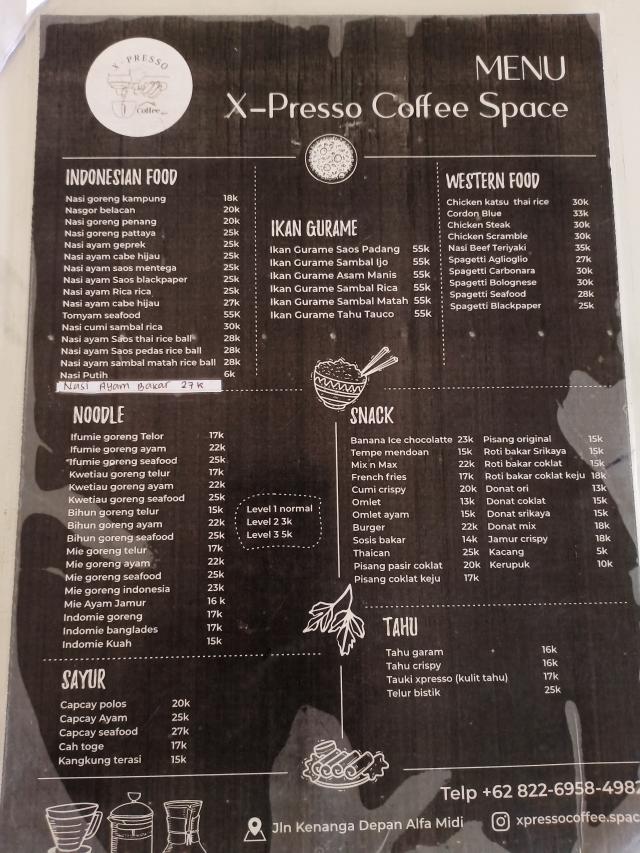 X-PRESSO
Coffee
MENU
X-Presso Coffee Space
INDONESIAN FOOD
Nasi goreng kampung 18k
Nasgor belacan 20k
Nasi goreng penang 20k
Nasi goreng pattaya 25k
Nasi ayam geprek 25k
Nasi ayam cabe hijau 25k
Nasi ayam saos mentega 25k
Nasi ayam Saos blackpaper 25k
Nasi ayam Rica rica 25k
Nasi ayam cabe hijau 27k
Tomyam seafood 55K
Nasi cumi sambal rica 30k
Nasi ayam Saos thai rice ball 28k
Nasi ayam Saos pedas rice ball 28k
Nasi ayam sambal matah rice ball 28k
Nasi Putih 6k
Nasi Ayam Bakar 27k
IKAN GURAME
Ikan Gurame Saos Padang 55k
Ikan Gurame Sambal Ijo 55k
Ikan Gurame Asam Manis 55k
Ikan Gurame Sambal Rica 55k
Ikan Gurame Sambal Matah 55k
Ikan Gurame Tahu Tauco 55k
WESTERN FOOD
Chicken katsu thai rice 30k
Cordon Blue 33k
Chicken Steak 30k
Chicken Scramble 30k
Nasi Beef Teriyaki 35k
Spagetti Aglioglio 27k
Spagetti Carbonara 30k
Spagetti Bolognese 30k
Spagetti Seafood 28k
Spagetti Blackpaper 25k
NOODLE
Ifumie goreng Telor 17k
Ifumie goreng ayam 22k
Ifumie goreng seafood 25k
Kwetiau goreng telur 17k
Kwetiau goreng ayam 22k
Kwetiau goreng seafood 25k
Bihun goreng telor 15k
Bihun goreng ayam 22k
Bihun goreng seafood 25k
Mie goreng telur 17k
Mie goreng ayam 22k
Mie goreng seafood 25k
Mie goreng indonesia 23k
Mie Ayam Jamur 16 k
Indomie goreng 17k
Indomie banglades 17k
Indomie Kuah 15k
Level 1 normal
Level 2 3k
Level 3 5k
SNACK
Banana Ice chocolatte 23k
Tempe mendoan 15k
Mix n Max 22k
French fries 17k
Cumi crispy 20k
Omlet 13k
Omlet ayam 15k
Burger 22k
Sosis bakar 14k
Thaican 25k
Pisang pasir coklat 20k
Pisang coklat keju 17k
Pisang original 15k
Roti bakar Srikaya 15k
Roti bakar coklat 15k
Roti bakar coklat keju 18k
Donat ori 13k
Donat coklat 15k
Donat srikaya 15k
Donat mix 18k
Jamur crispy 18k
Kacang 5k
Kerupuk 10k
TAHU
Tahu garam 16k
Tahu crispy 16k
Tauki xpresso (kulit tahu) 17k
Telur bistik 25k
SAYUR
Capcay polos 20k
Capcay Ayam 25k
Capcay seafood 27k
Cah toge 17k
Kangkung terasi 15k
Telp +62 822-6958-4982
Jln Kenanga Depan Alfa Midi
xpressocoffee.spac